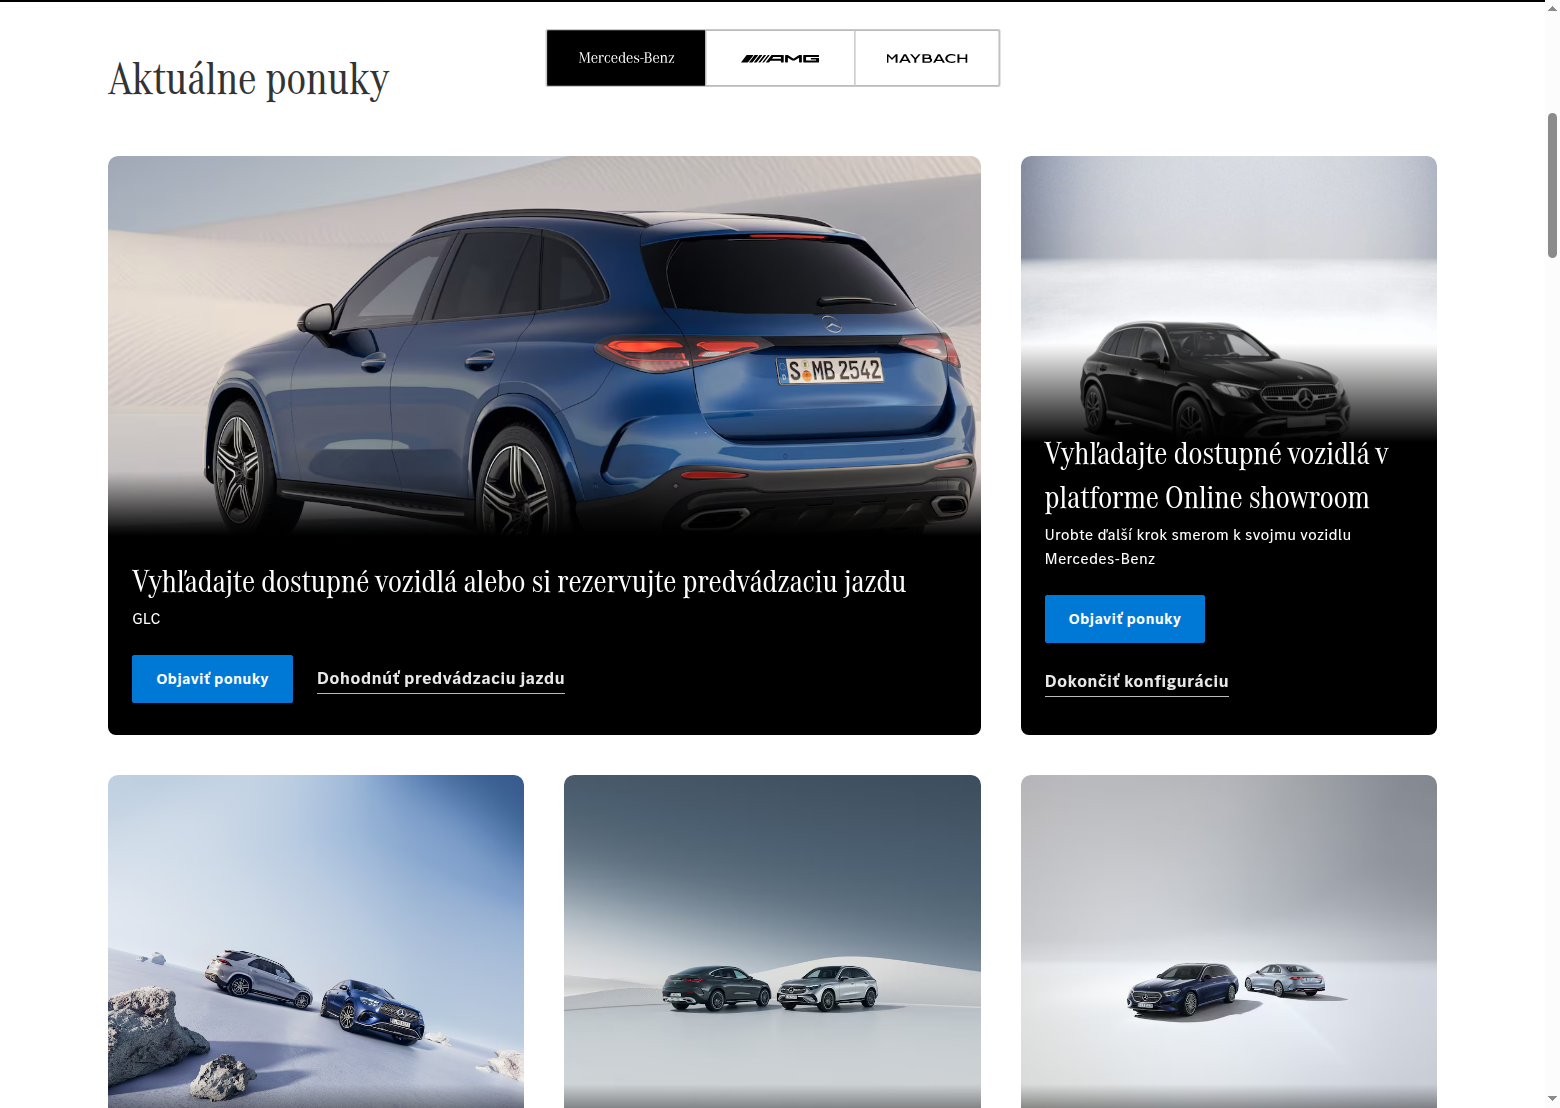 Aktuálne ponuky
Mercedes-Benz
AMG
MAYBACH
S MB 2542
Vyhľadajte dostupné vozidlá alebo si rezervujte predvádzaciu jazdu
GLC
Objaviť ponuky
Dohodnúť predvádzaciu jazdu
Vyhľadajte dostupné vozidlá v
platforme Online showroom
Urobte ďalší krok smerom k svojmu vozidlu
Mercedes-Benz
Objaviť ponuky
Dokončiť konfiguráciu